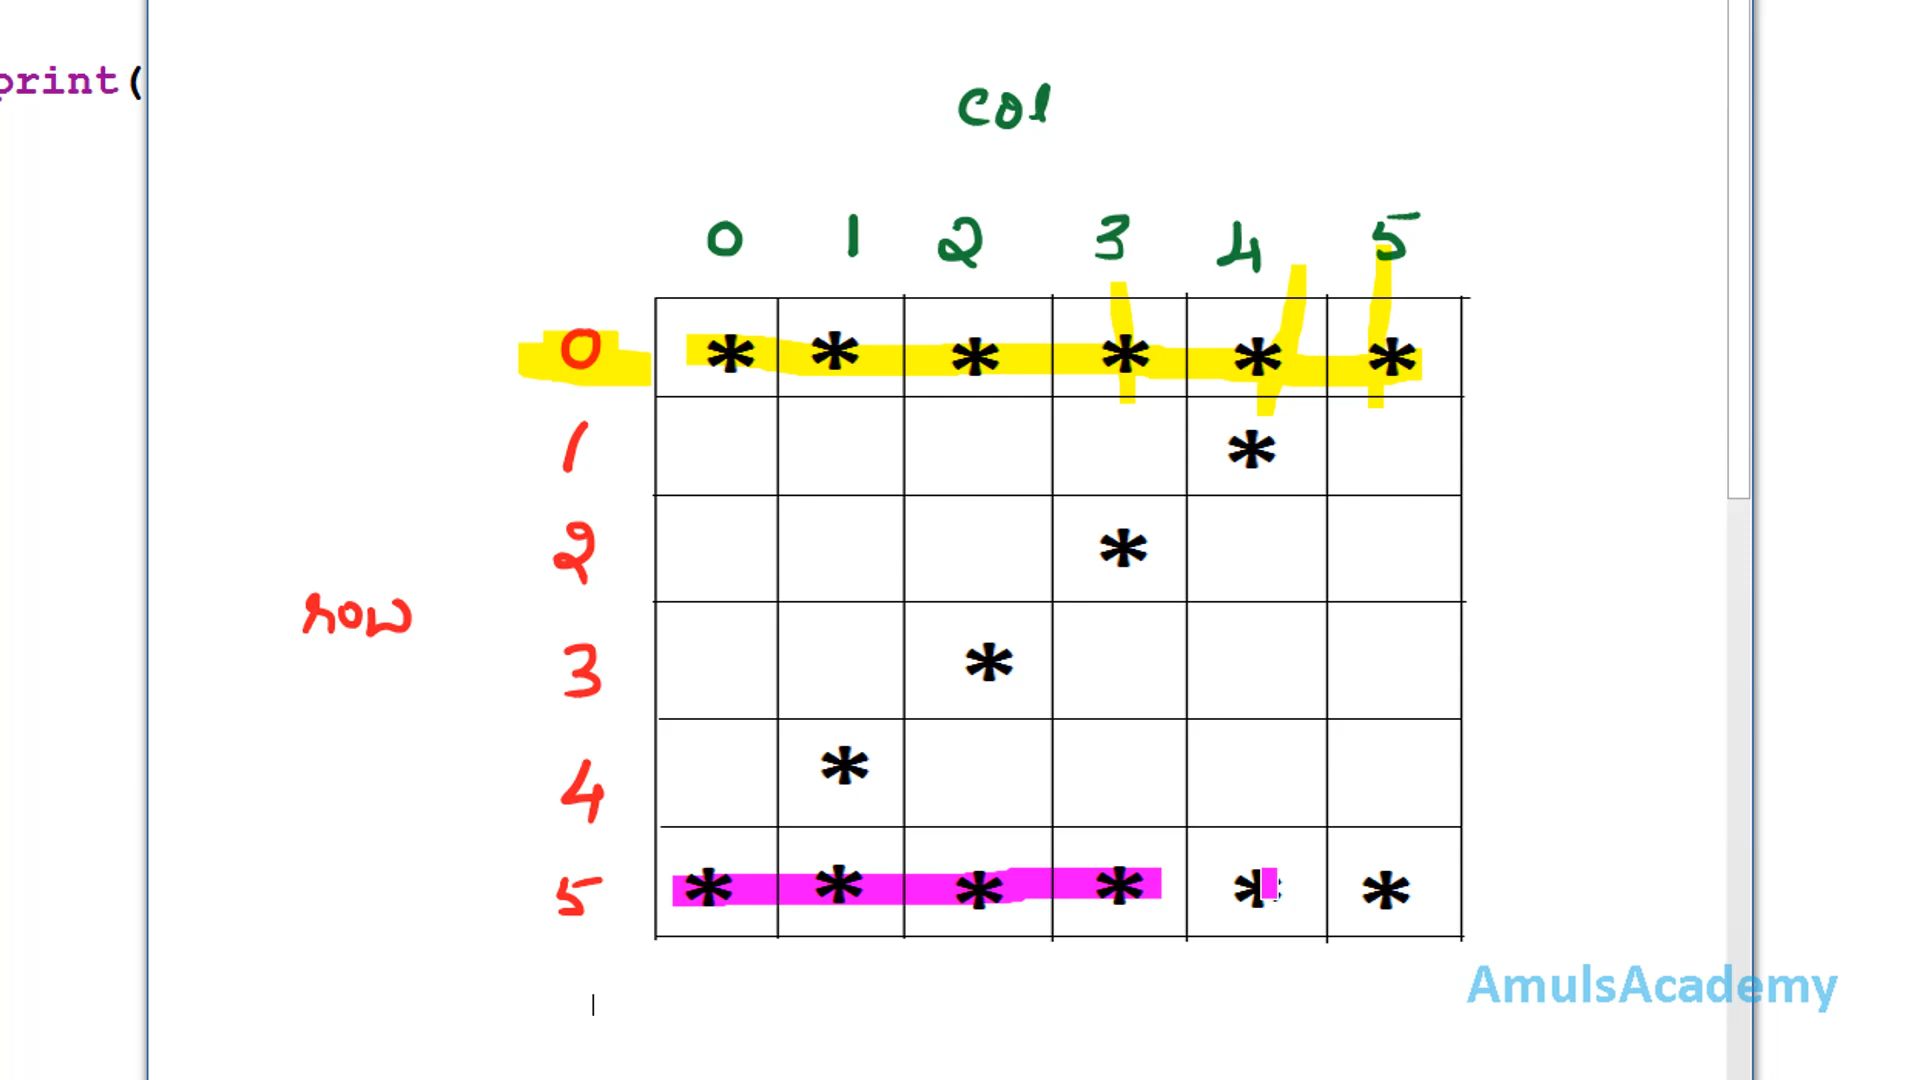 print(
col
0 1 2 3 4 5
0 * * * * * *
1 *
2 *
row
3 *
4 *
5 * * * * * *
AmulsAcademy